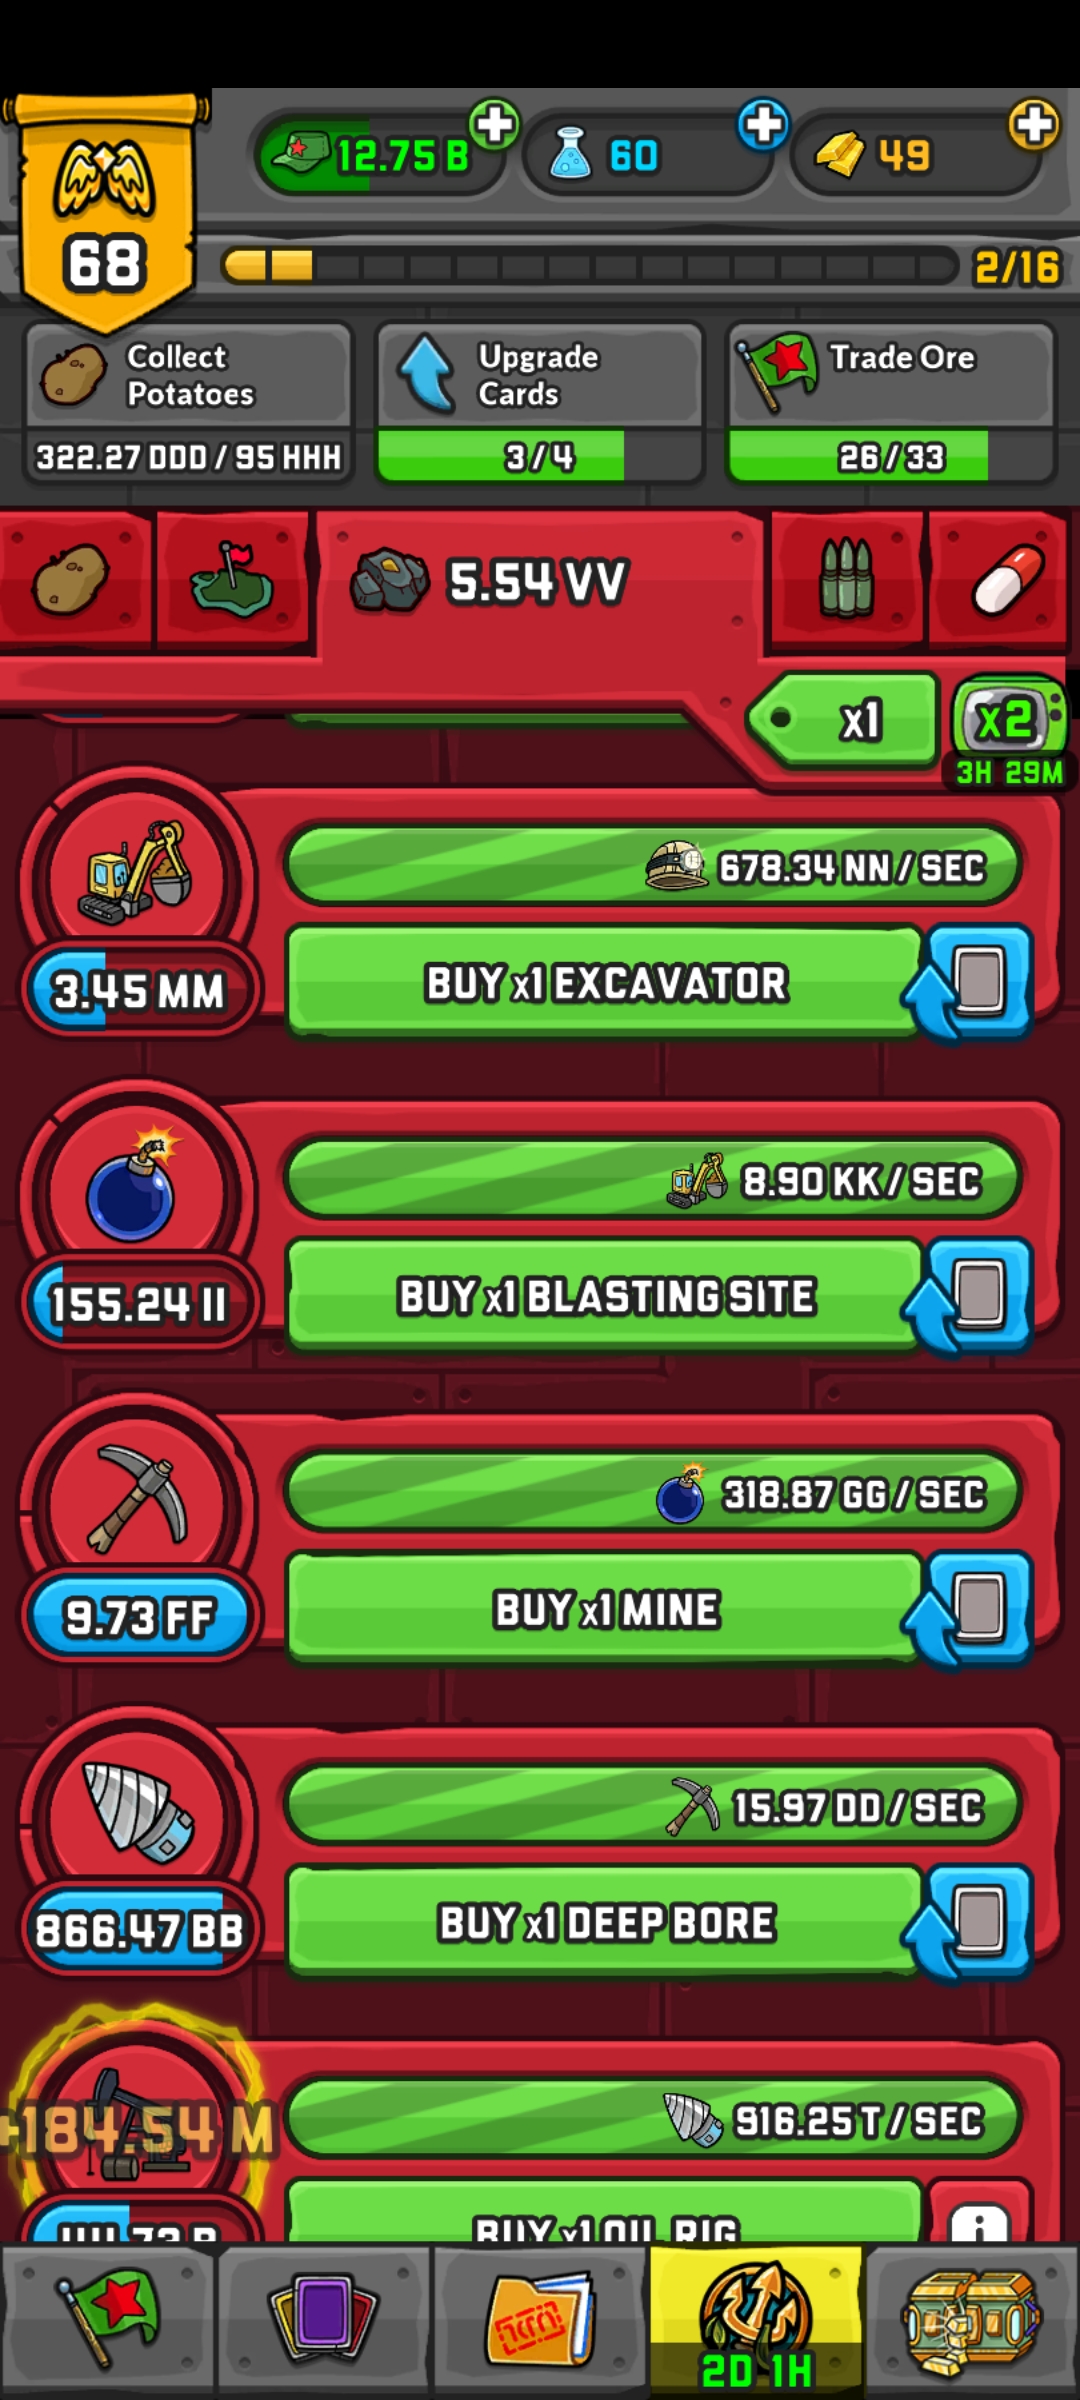 12.75 B
60
49
68
2/16
Collect
Potatoes
322.27 DDD / 95 HHH
Upgrade
Cards
3/4
Trade Ore
26/33
5.54 VV
x1
x2
3H 29M
678.34 NN / SEC
3.45 MM
BUY x1 EXCAVATOR
8.90 KK / SEC
155.24 II
BUY x1 BLASTING SITE
318.87 GG / SEC
9.73 FF
BUY x1 MINE
15.97 DD / SEC
866.47 BB
BUY x1 DEEP BORE
+184.54 M
916.25 T / SEC
BUY x1 OIL RIG
i
2D 1H